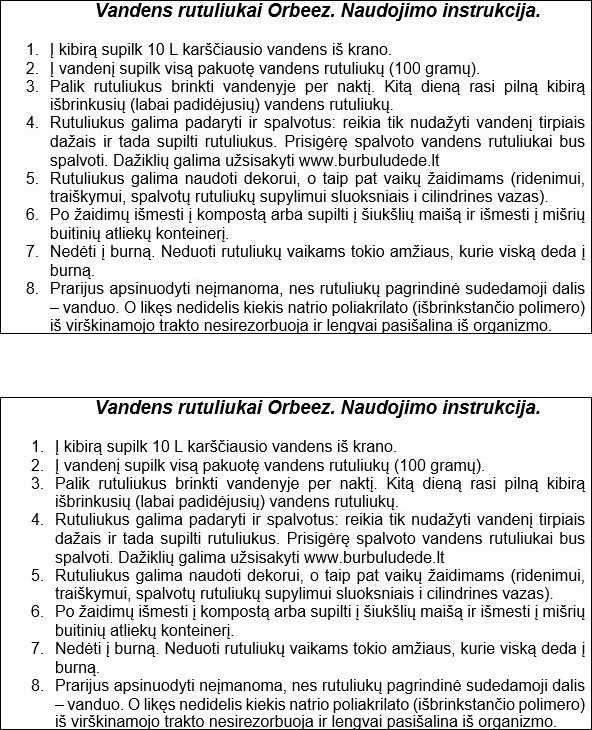 Vandens rutuliukai Orbeez. Naudojimo instrukcija.
1. Į kibirą supilk 10 L karščiausio vandens iš krano.
2. Į vandenį supilk visą pakuotę vandens rutuliukų (100 gramų).
3. Palik rutuliukus brinkti vandenyje per naktį. Kitą dieną rasi pilną kibirą
išbrinkusių (labai padidėjusių) vandens rutuliukų.
4. Rutuliukus galima padaryti ir spalvotus: reikia tik nudažyti vandenį tirpiais
dažais ir tada supilti rutuliukus. Prisigėrę spalvoto vandens rutuliukai bus
spalvoti. Dažiklių galima užsisakyti www.burbuludede.lt
5. Rutuliukus galima naudoti dekorui, o taip pat vaikų žaidimams (ridenimui,
traiškymui, spalvotų rutuliukų supylimui sluoksniais i cilindrines vazas).
6. Po žaidimų išmesti į kompostą arba supilti į šiukšlių maišą ir išmesti į mišrių
buitinių atliekų konteinerį.
7. Nedėti į burną. Neduoti rutuliukų vaikams tokio amžiaus, kurie viską deda į
burną.
8. Prarijus apsinuodyti neįmanoma, nes rutuliukų pagrindinė sudedamoji dalis
– vanduo. O likęs nedidelis kiekis natrio poliakrilato (išbrinkstančio polimero)
iš virškinamojo trakto nesirezorbuoja ir lengvai pasišalina iš organizmo.
Vandens rutuliukai Orbeez. Naudojimo instrukcija.
1. Į kibirą supilk 10 L karščiausio vandens iš krano.
2. Į vandenį supilk visą pakuotę vandens rutuliukų (100 gramų).
3. Palik rutuliukus brinkti vandenyje per naktį. Kitą dieną rasi pilną kibirą
išbrinkusių (labai padidėjusių) vandens rutuliukų.
4. Rutuliukus galima padaryti ir spalvotus: reikia tik nudažyti vandenį tirpiais
dažais ir tada supilti rutuliukus. Prisigėrę spalvoto vandens rutuliukai bus
spalvoti. Dažiklių galima užsisakyti www.burbuludede.lt
5. Rutuliukus galima naudoti dekorui, o taip pat vaikų žaidimams (ridenimui,
traiškymui, spalvotų rutuliukų supylimui sluoksniais i cilindrines vazas).
6. Po žaidimų išmesti į kompostą arba supilti į šiukšlių maišą ir išmesti į mišrių
buitinių atliekų konteinerį.
7. Nedėti į burną. Neduoti rutuliukų vaikams tokio amžiaus, kurie viską deda į
burną.
8. Prarijus apsinuodyti neįmanoma, nes rutuliukų pagrindinė sudedamoji dalis
– vanduo. O likęs nedidelis kiekis natrio poliakrilato (išbrinkstančio polimero)
iš virškinamojo trakto nesirezorbuoja ir lengvai pasišalina iš organizmo.